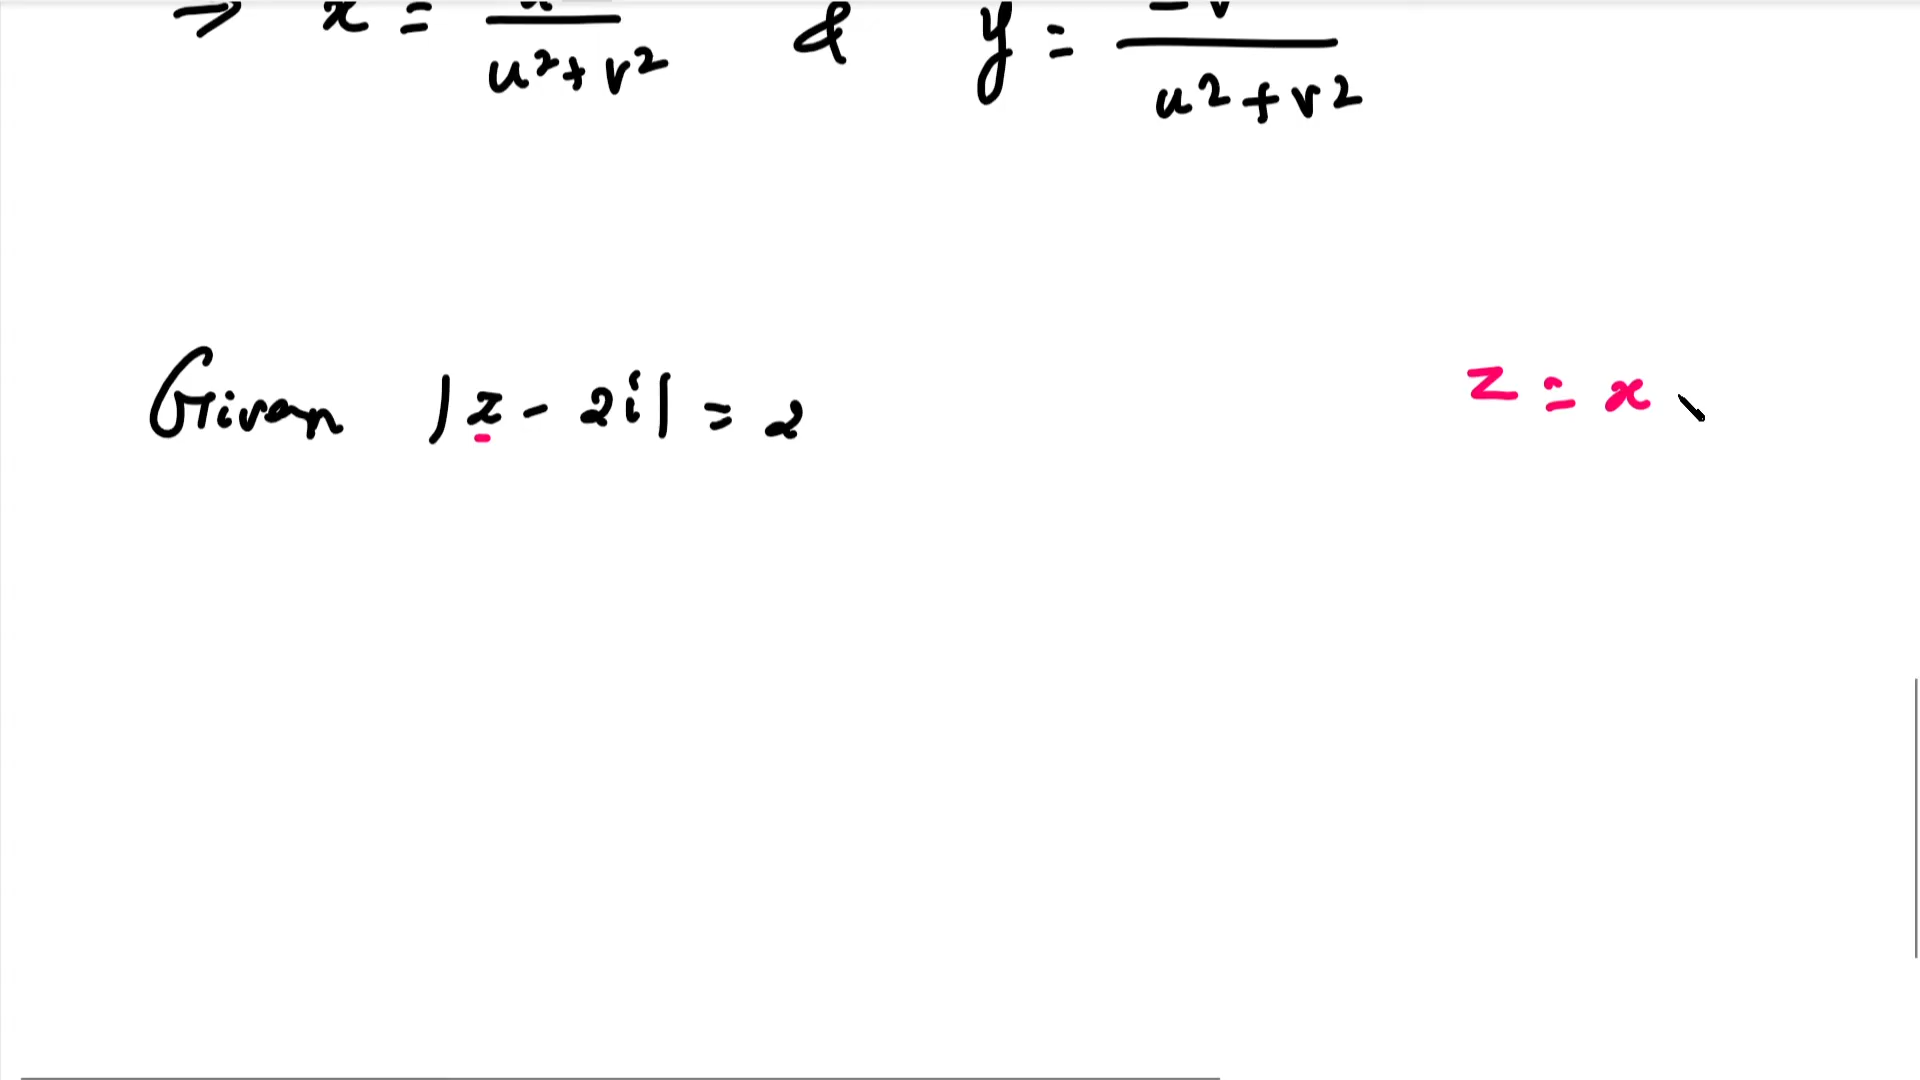 ⇒ x = u/(u²+v²) & y = -v/(u²+v²)
Given |z - 2i| = 2 z = x